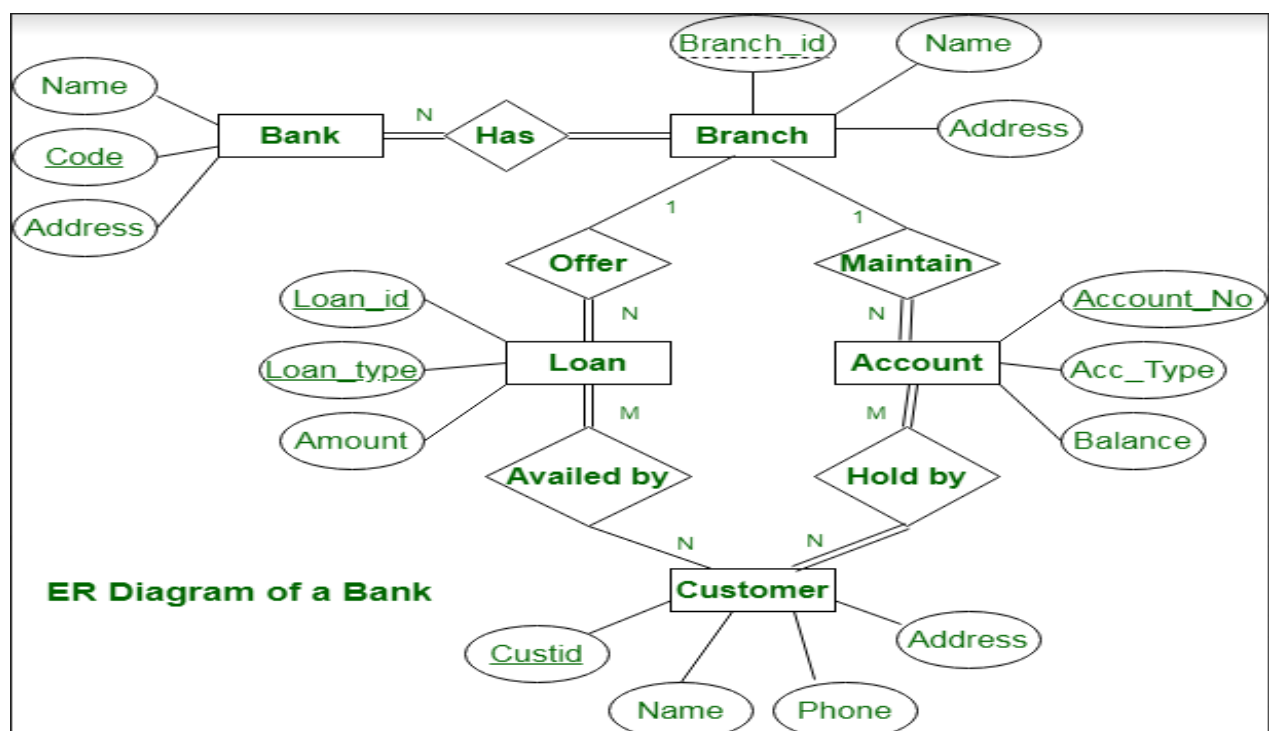 Branch_id
Name
Name
N
Bank
Has
Branch
Address
Code
Address
1
1
Offer
Maintain
Loan_id
N
N
Account_No
Loan
Account
Loan_type
Acc_Type
M
M
Amount
Balance
Availed by
Hold by
N
N
ER Diagram of a Bank
Customer
Custid
Address
Name
Phone